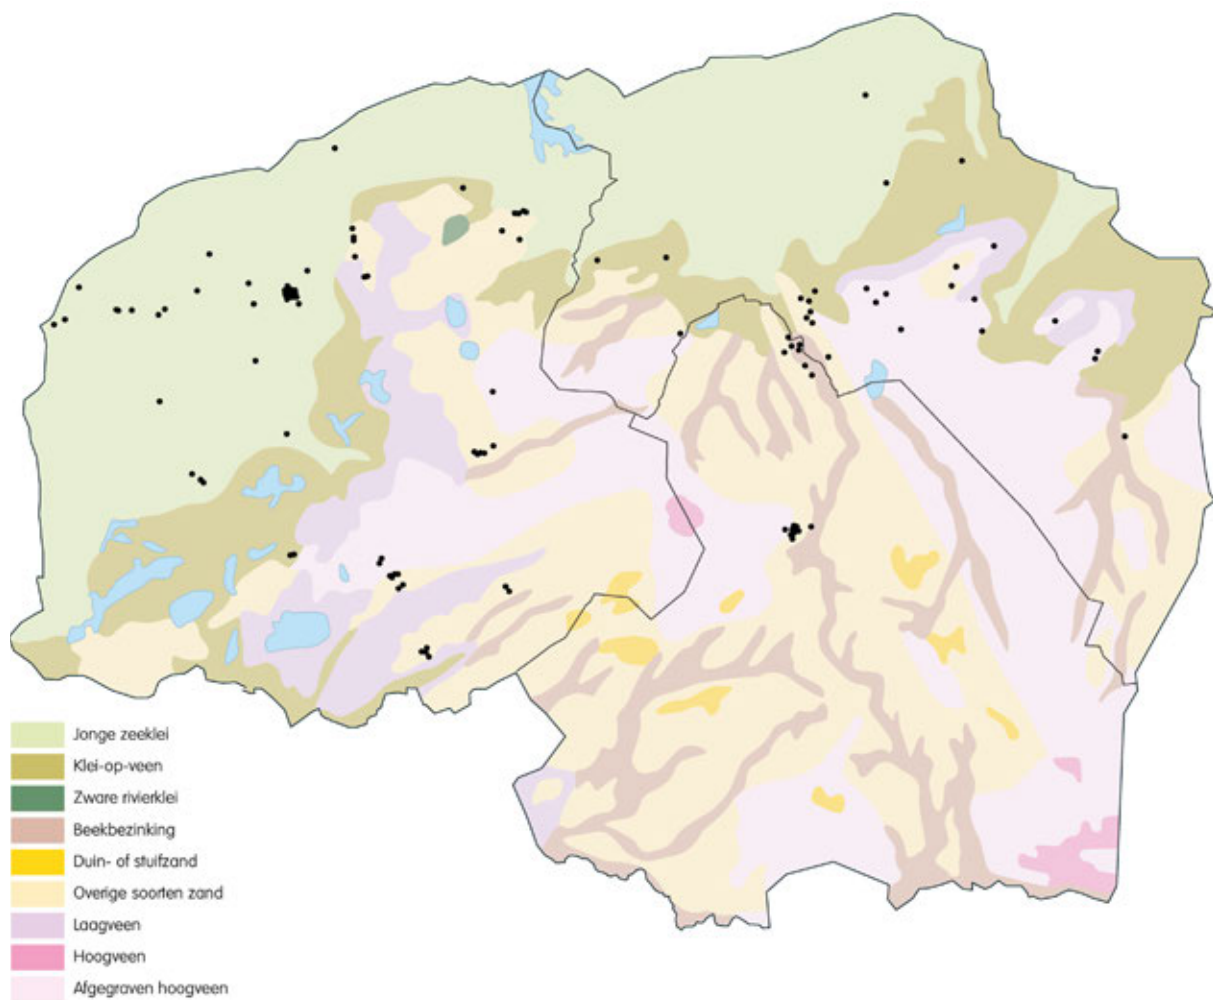 Jonge zeeklei
Klei-op-veen
Zware rivierklei
Beekbezinking
Duin- of stuifzand
Overige soorten zand
Laagveen
Hoogveen
Afgegraven hoogveen